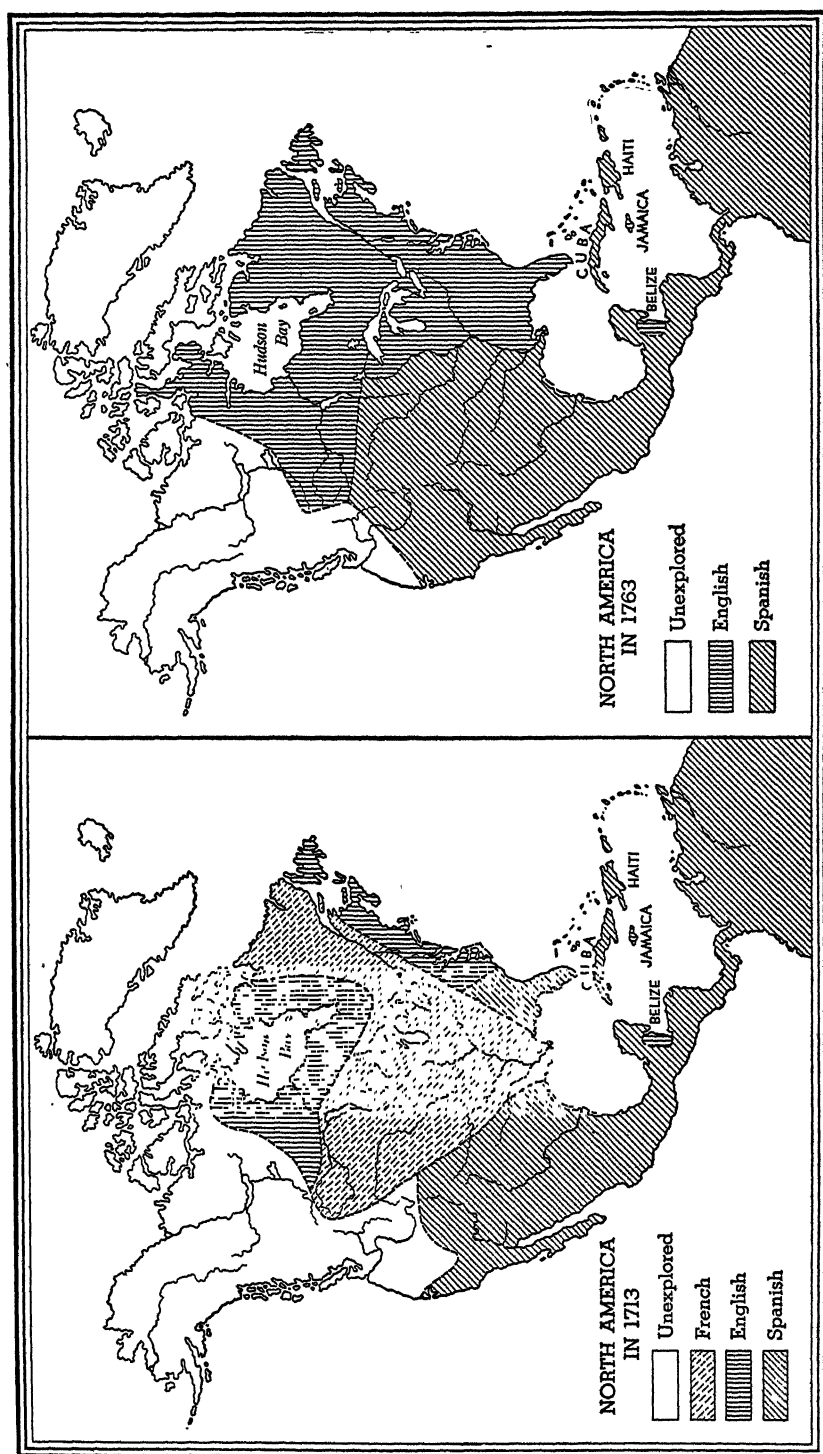 NORTH AMERICA
IN 1713
Unexplored
French
English
Spanish
CUBA
HAITI
JAMAICA
BELIZE
NORTH AMERICA
IN 1763
Unexplored
English
Spanish
Hudson
Bay
CUBA
HAITI
JAMAICA
BELIZE